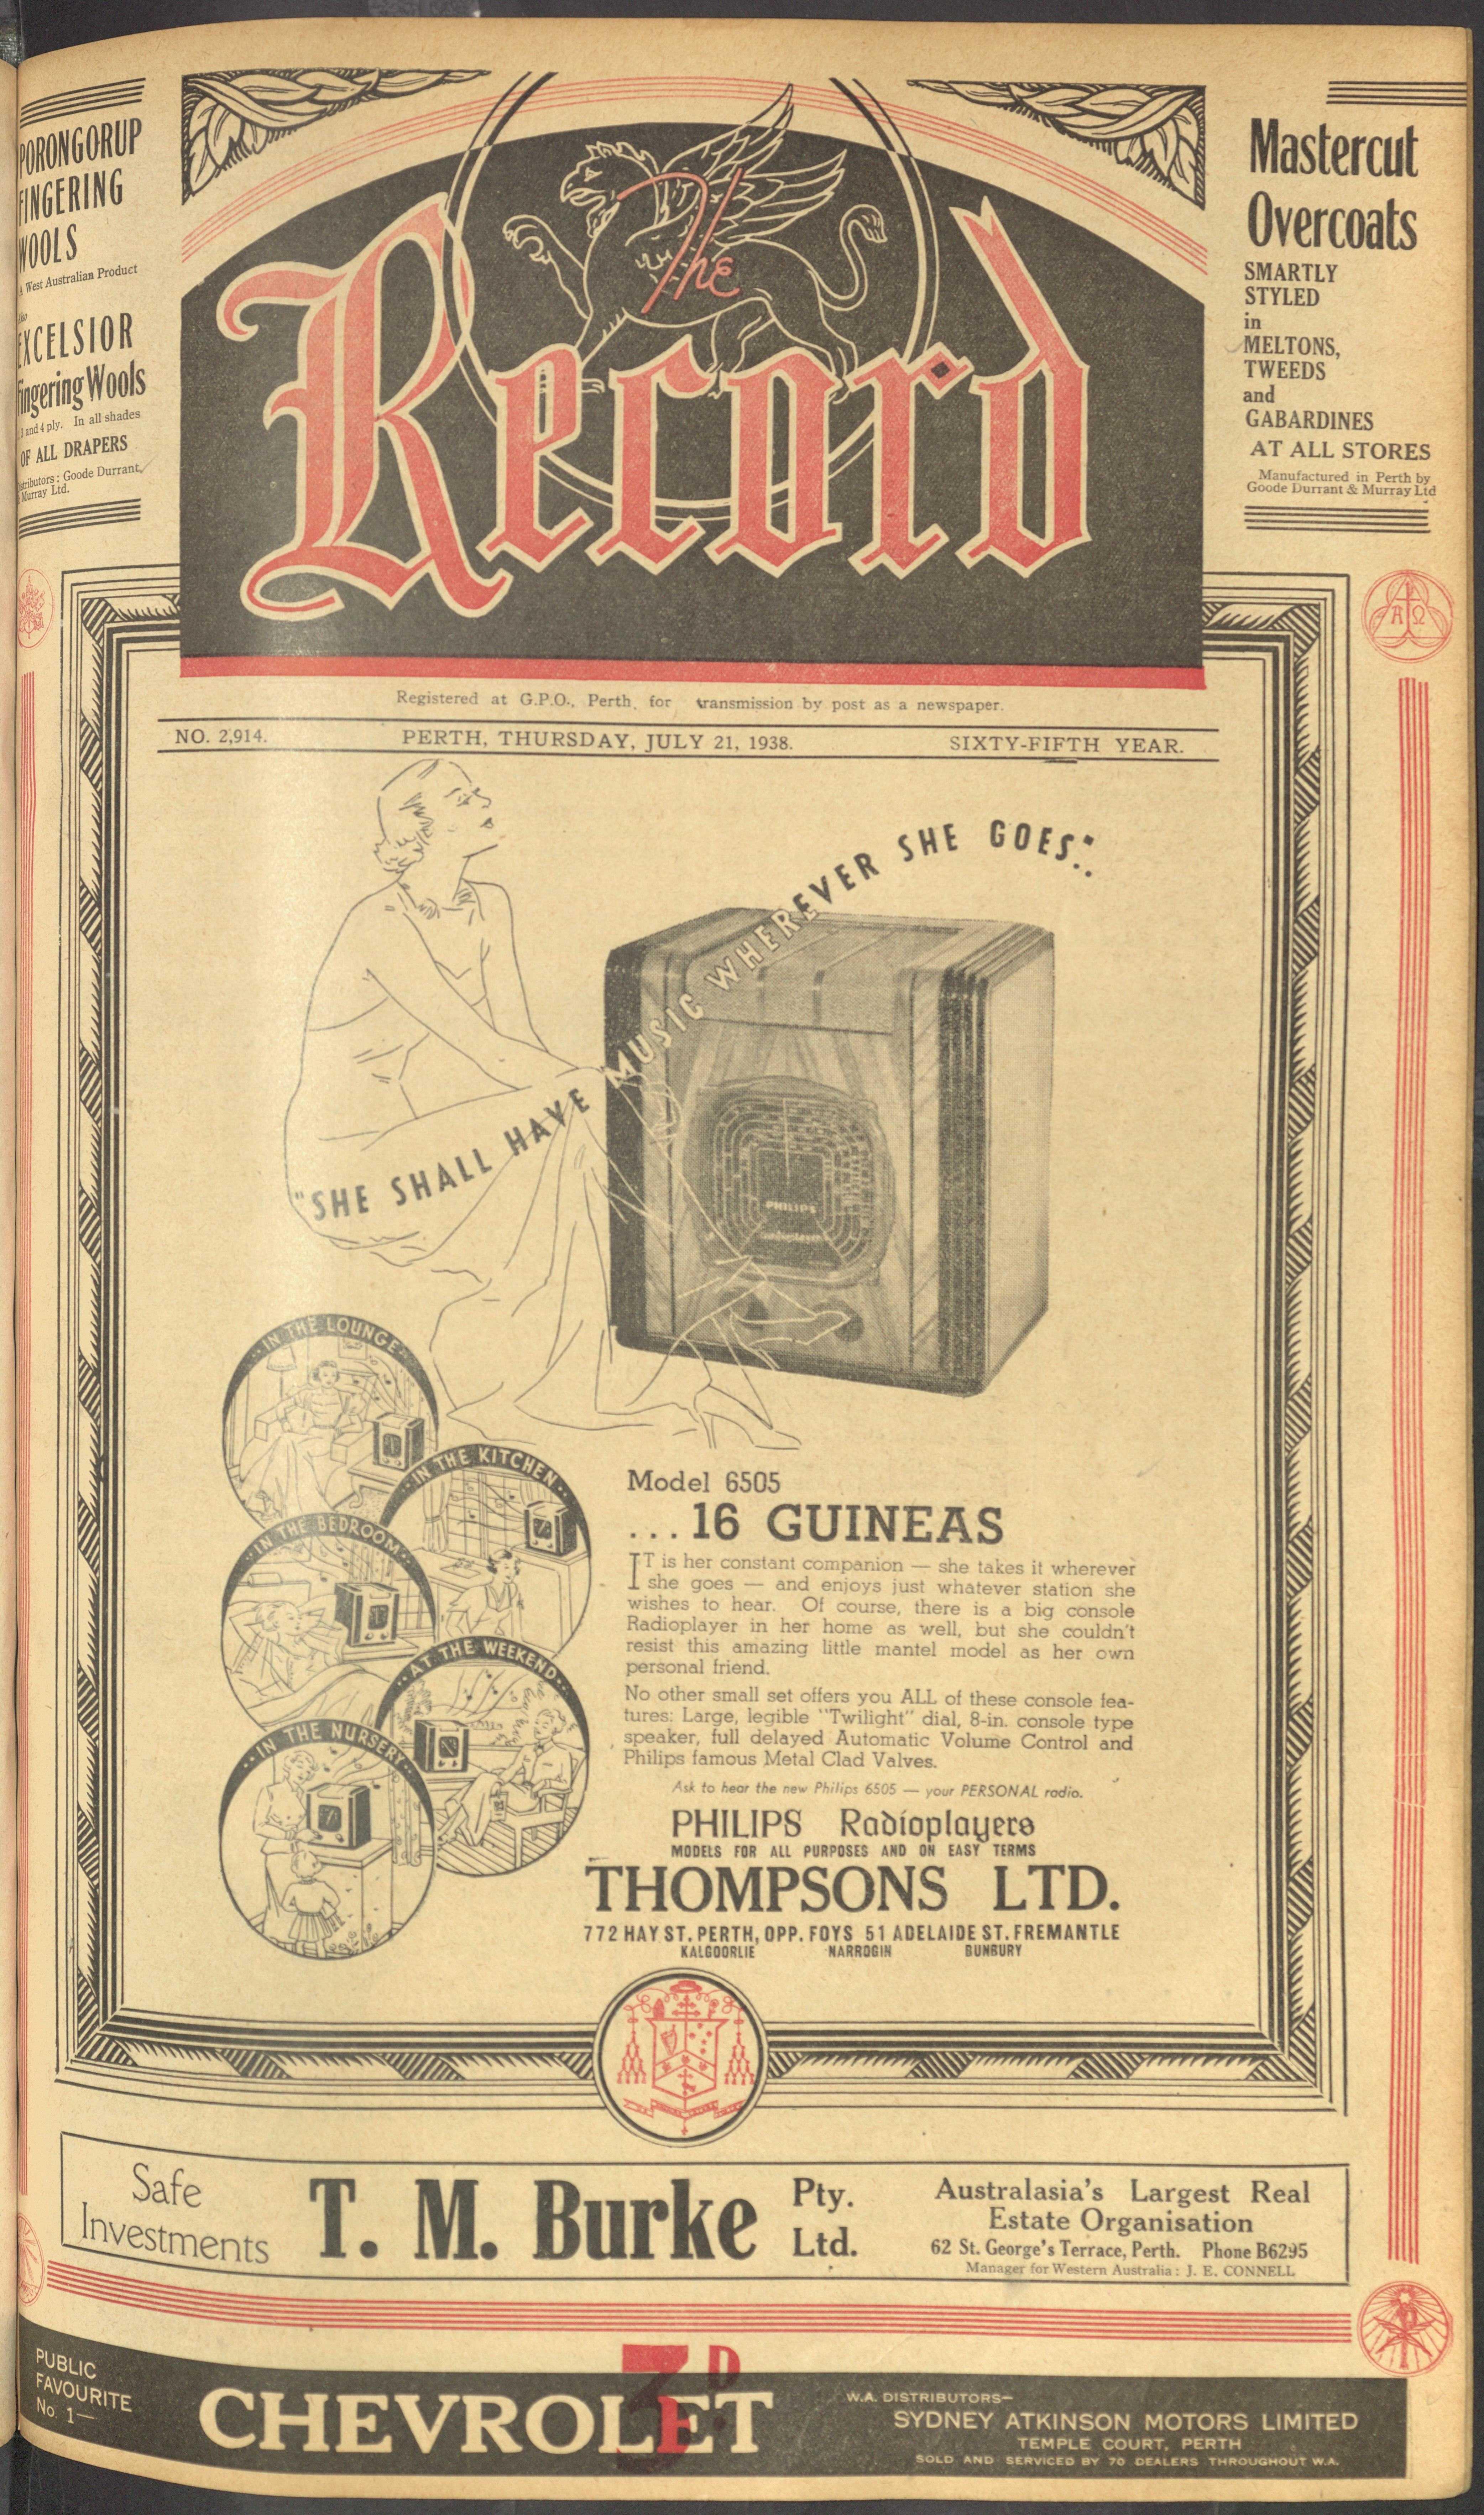 PORONGORUP
FINGERING
WOOLS
A West Australian Product
EXCELSIOR
Fingering Wools
3 and 4 ply. In all shades
OF ALL DRAPERS
Distributors: Goode Durrant
& Murray Ltd.
The
Record
Mastercut
Overcoats
SMARTLY
STYLED
in
MELTONS,
TWEEDS
and
GABARDINES
AT ALL STORES
Manufactured in Perth by
Goode Durrant & Murray Ltd
Α Ω
Registered at G.P.O., Perth, for transmission by post as a newspaper.
NO. 2,914. PERTH, THURSDAY, JULY 21, 1938. SIXTY-FIFTH YEAR.
"SHE SHALL HAVE MUSIC WHEREVER SHE GOES"..
PHILIPS
Radioplayer
..IN THE LOUNGE..
..IN THE KITCHEN..
..IN THE BEDROOM..
..AT THE WEEKEND..
..IN THE NURSERY..
Model 6505
...16 GUINEAS
IT is her constant companion — she takes it wherever
she goes — and enjoys just whatever station she
wishes to hear. Of course, there is a big console
Radioplayer in her home as well, but she couldn't
resist this amazing little mantel model as her own
personal friend.
No other small set offers you ALL of these console fea-
tures: Large, legible "Twilight" dial, 8-in. console type
speaker, full delayed Automatic Volume Control and
Philips famous Metal Clad Valves.
Ask to hear the new Philips 6505 — your PERSONAL radio.
PHILIPS Radioplayers
MODELS FOR ALL PURPOSES AND ON EASY TERMS
THOMPSONS LTD.
772 HAY ST. PERTH, OPP. FOYS 51 ADELAIDE ST. FREMANTLE
KALGOORLIE NARROGIN BUNBURY
Safe
Investments
T. M. Burke
Pty.
Ltd.
Australasia's Largest Real
Estate Organisation
62 St. George's Terrace, Perth. Phone B6295
Manager for Western Australia: J. E. CONNELL
3D.
PUBLIC
FAVOURITE
No. 1—
CHEVROLET
W.A. DISTRIBUTORS—
SYDNEY ATKINSON MOTORS LIMITED
TEMPLE COURT, PERTH
SOLD AND SERVICED BY 70 DEALERS THROUGHOUT W.A.